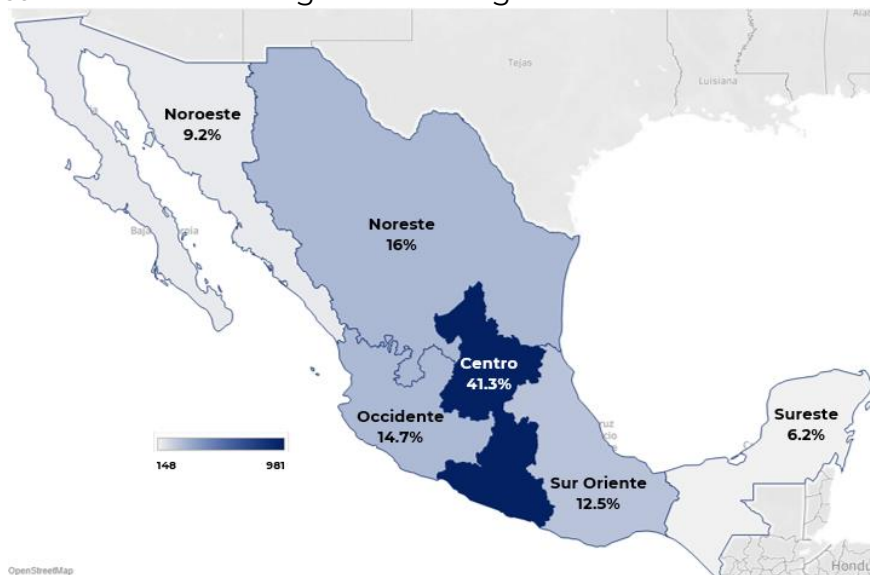 Tejas
Luisiana
Noroeste
9.2%
Noreste
16%
Baja
Centro
41.3%
Occidente
14.7%
Sureste
6.2%
148
981
Sur Oriente
12.5%
OpenStreetMap
Hondu